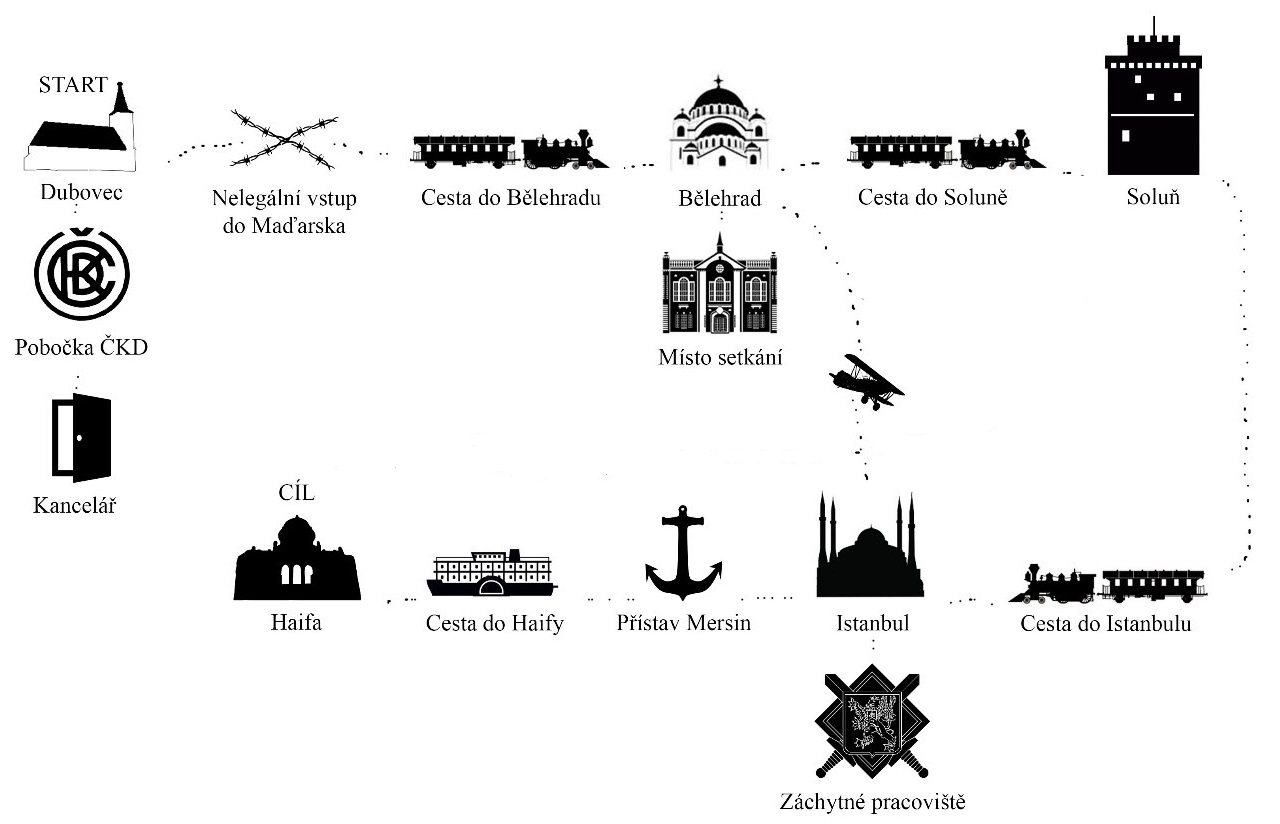 START
Dubovec
Nelegální vstup
do Maďarska
Cesta do Bělehradu
Bělehrad
Cesta do Soluně
Soluň
ČKD
Pobočka ČKD
Místo setkání
Kancelář
CÍL
Haifa
Cesta do Haify
Přístav Mersin
Istanbul
Cesta do Istanbulu
Záchytné pracoviště